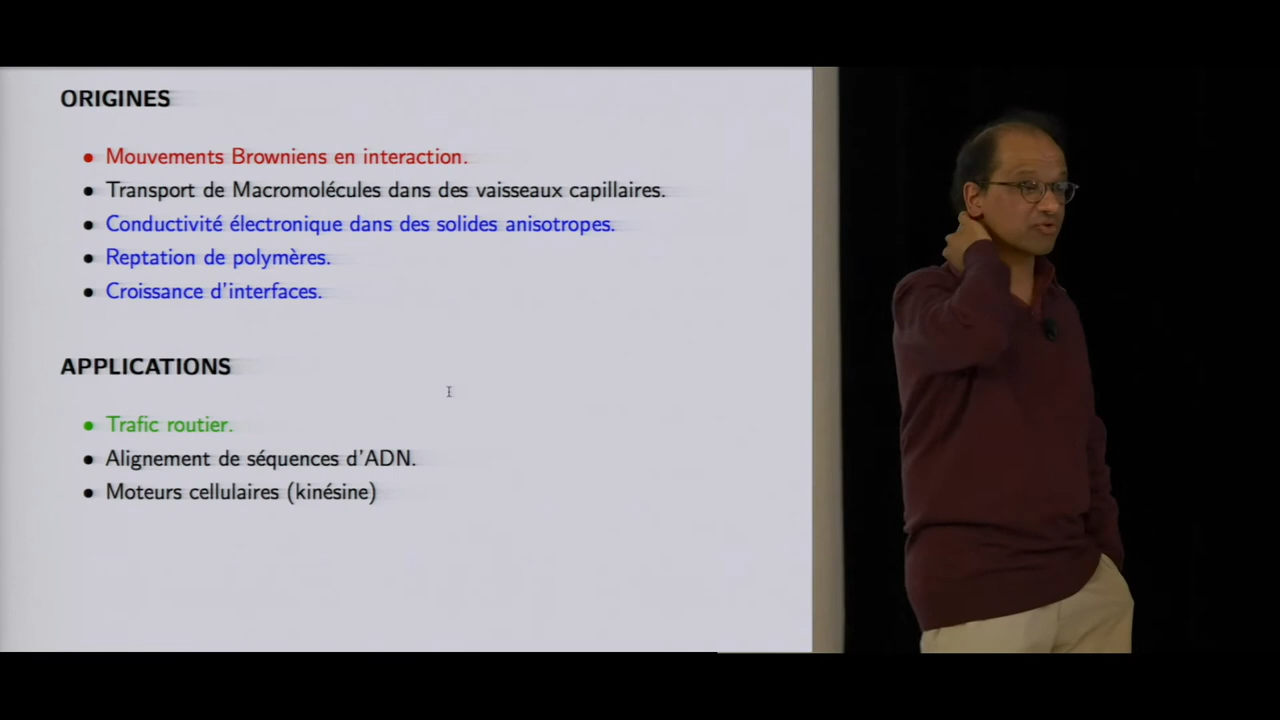 ORIGINES
• Mouvements Browniens en interaction.
• Transport de Macromolécules dans des vaisseaux capillaires.
• Conductivité électronique dans des solides anisotropes.
• Reptation de polymères.
• Croissance d'interfaces.
APPLICATIONS
• Trafic routier.
• Alignement de séquences d'ADN.
• Moteurs cellulaires (kinésine)